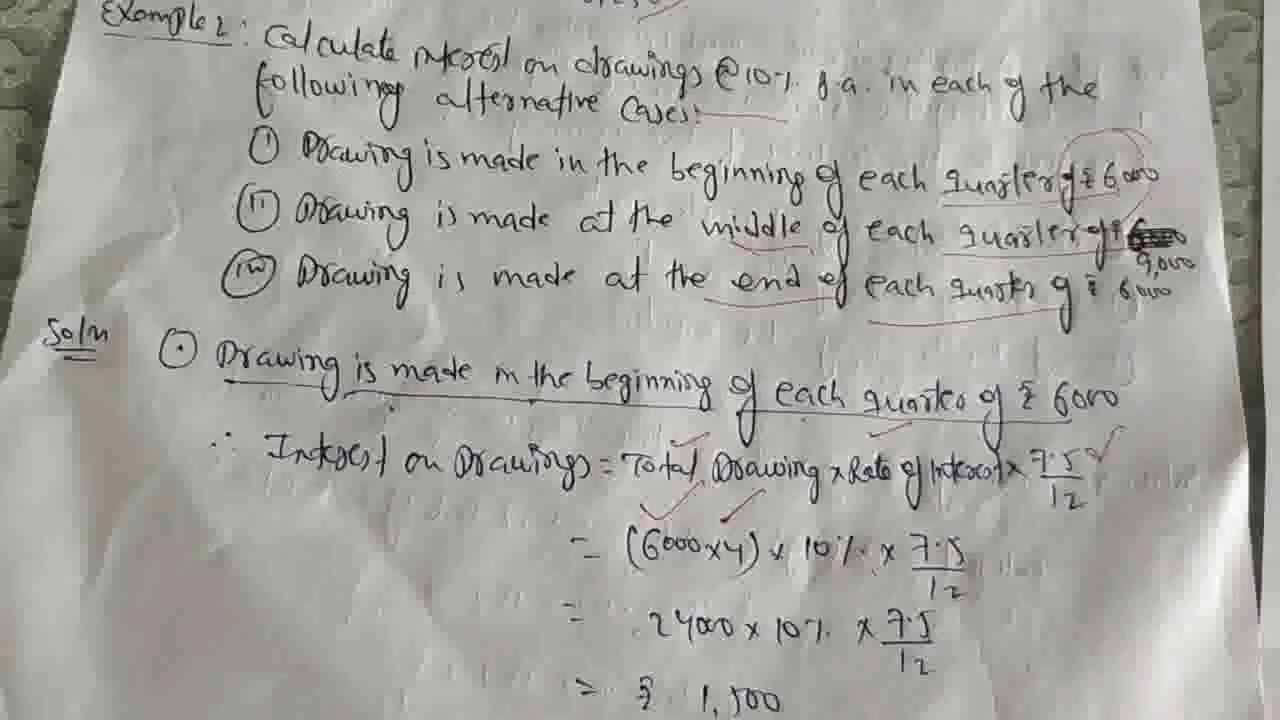 Example 2: Calculate interest on drawings @10% p.a. in each of the
following alternative cases:
(i) Drawing is made in the beginning of each quarter of ₹ 6000
(ii) Drawing is made at the middle of each quarter of ₹
9,000
(iii) Drawing is made at the end of each quarter of ₹ 6000
Soln
Drawing is made in the beginning of each quarter of ₹ 6000
∴ Interest on Drawings = Total Drawing × Rate of interest × 7.5/12
= (6000×4) × 10% × 7.5/12
= 24000 × 10% × 7.5/12
= ₹ 1,500